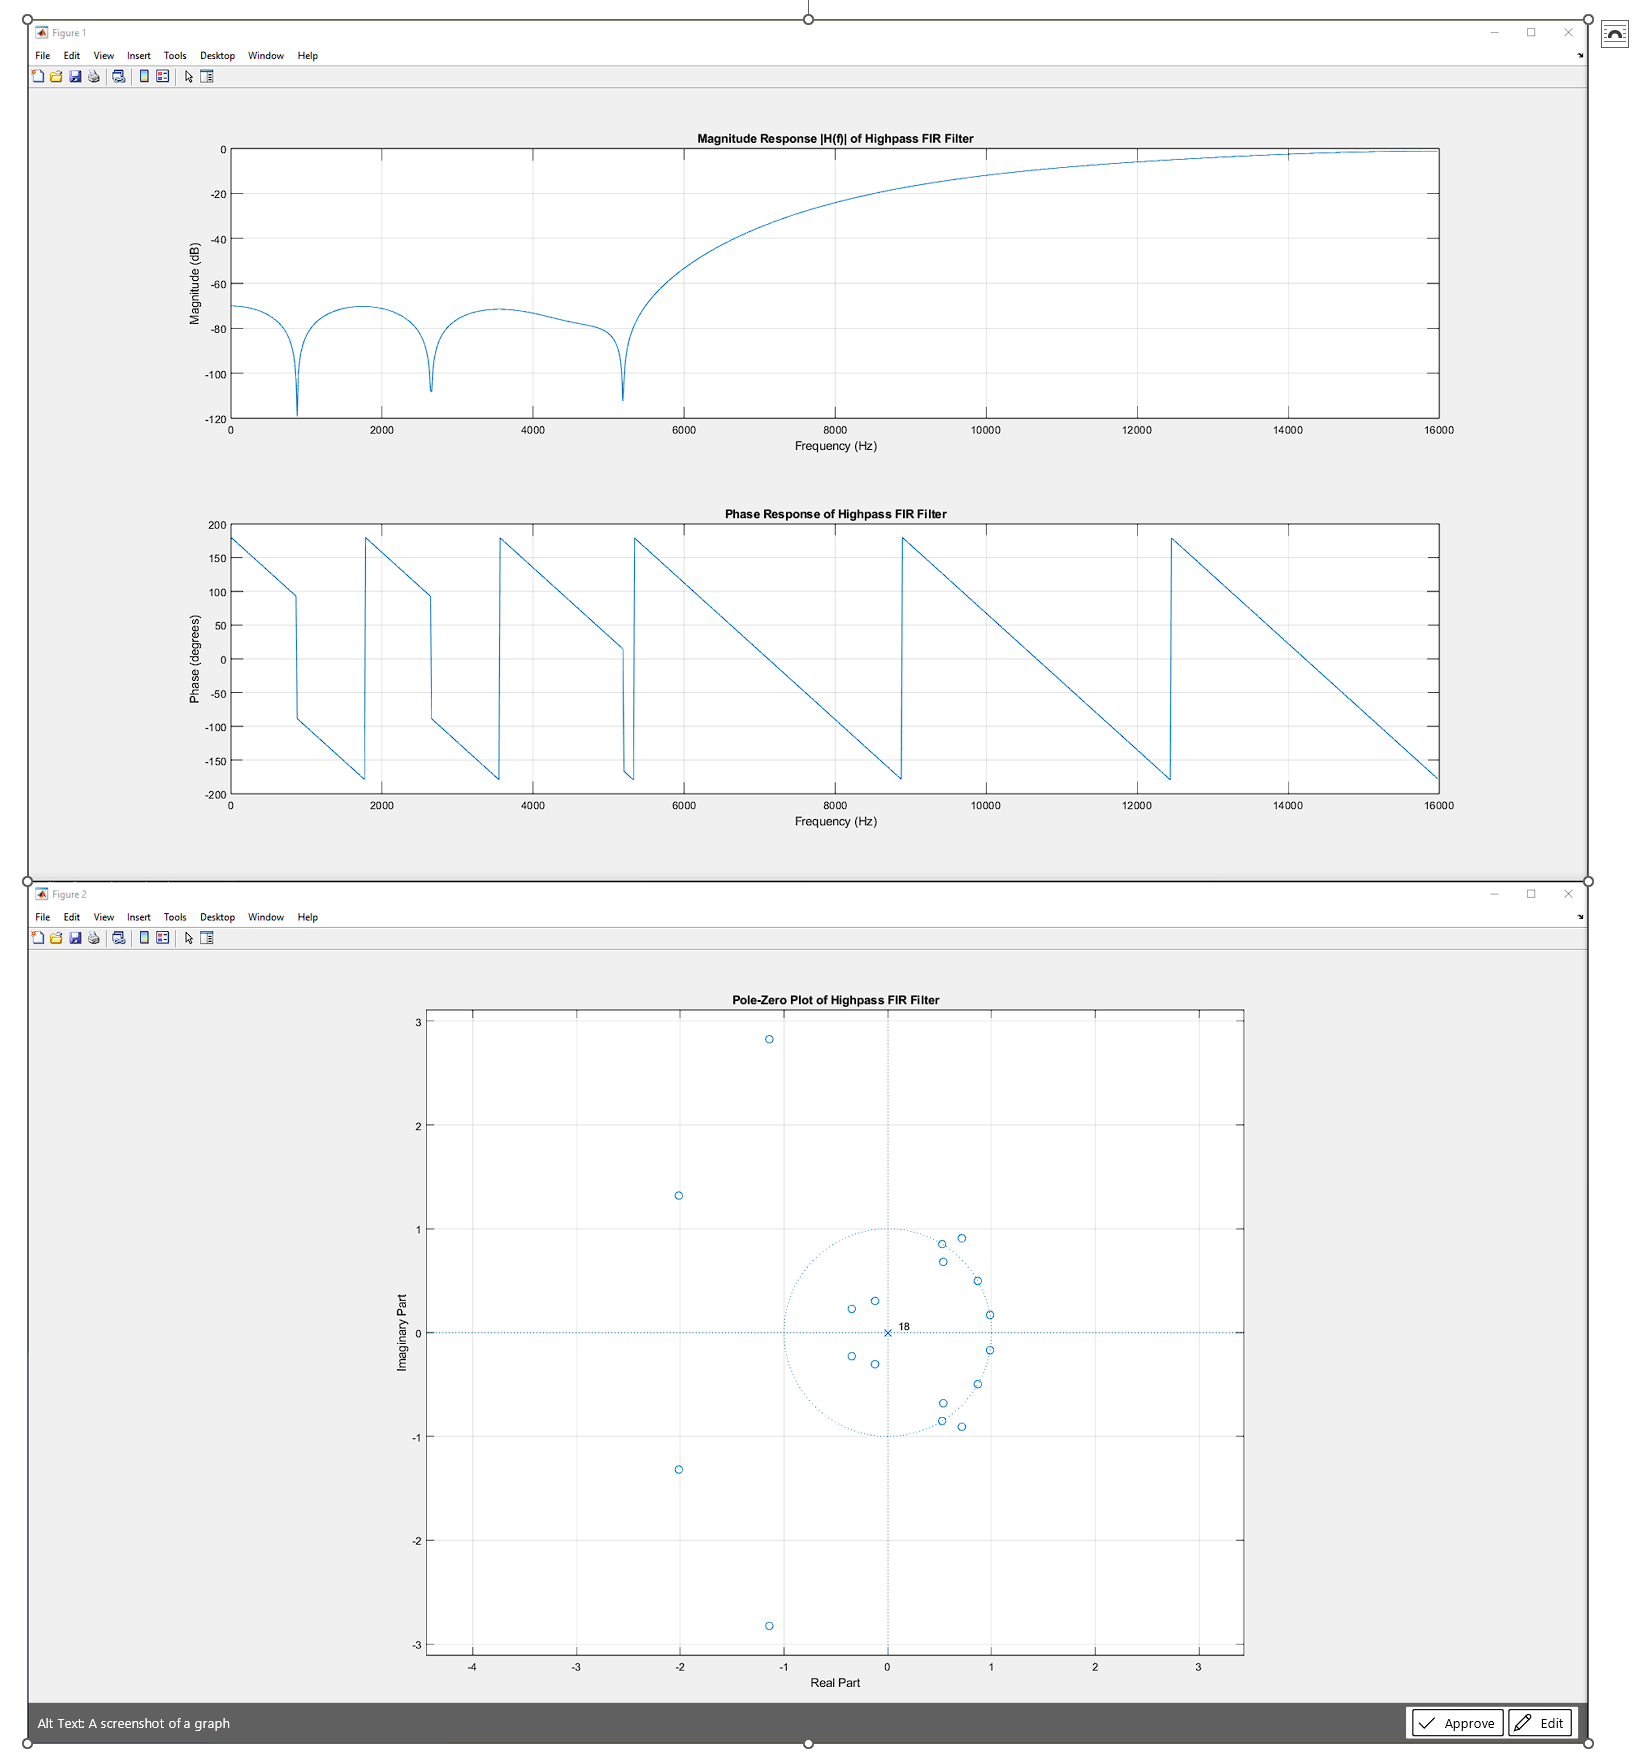 Figure 1
File Edit View Insert Tools Desktop Window Help
Magnitude Response |H(f)| of Highpass FIR Filter
0
-20
-40
-60
-80
-100
-120
Magnitude (dB)
0 2000 4000 6000 8000 10000 12000 14000 16000
Frequency (Hz)
Phase Response of Highpass FIR Filter
200
150
100
50
0
-50
-100
-150
-200
Phase (degrees)
0 2000 4000 6000 8000 10000 12000 14000 16000
Frequency (Hz)
Figure 2
File Edit View Insert Tools Desktop Window Help
Pole-Zero Plot of Highpass FIR Filter
3
2
1
0
-1
-2
-3
Imaginary Part
18
-4 -3 -2 -1 0 1 2 3
Real Part
Alt Text: A screenshot of a graph
Approve Edit